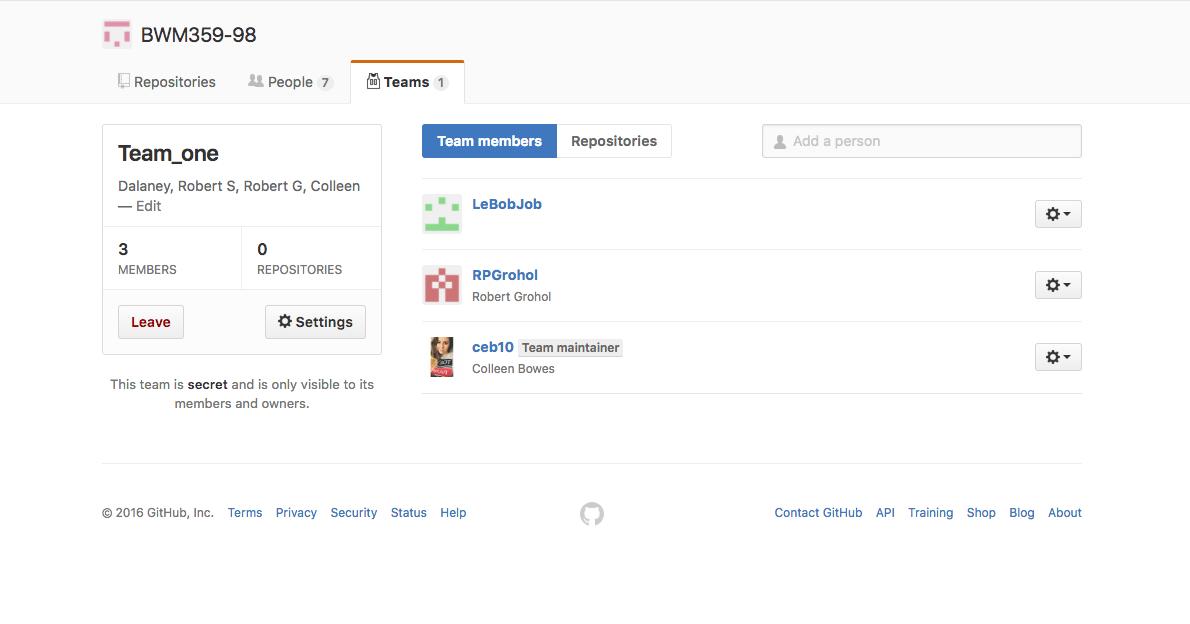 BWM359-98
Repositories People 7 Teams 1
Team_one
Dalaney, Robert S, Robert G, Colleen
— Edit
3
MEMBERS
0
REPOSITORIES
Leave
Settings
This team is secret and is only visible to its
members and owners.
Team members Repositories
Add a person
LeBobJob
RPGrohol
Robert Grohol
ceb10 Team maintainer
Colleen Bowes
© 2016 GitHub, Inc. Terms Privacy Security Status Help
Contact GitHub API Training Shop Blog About